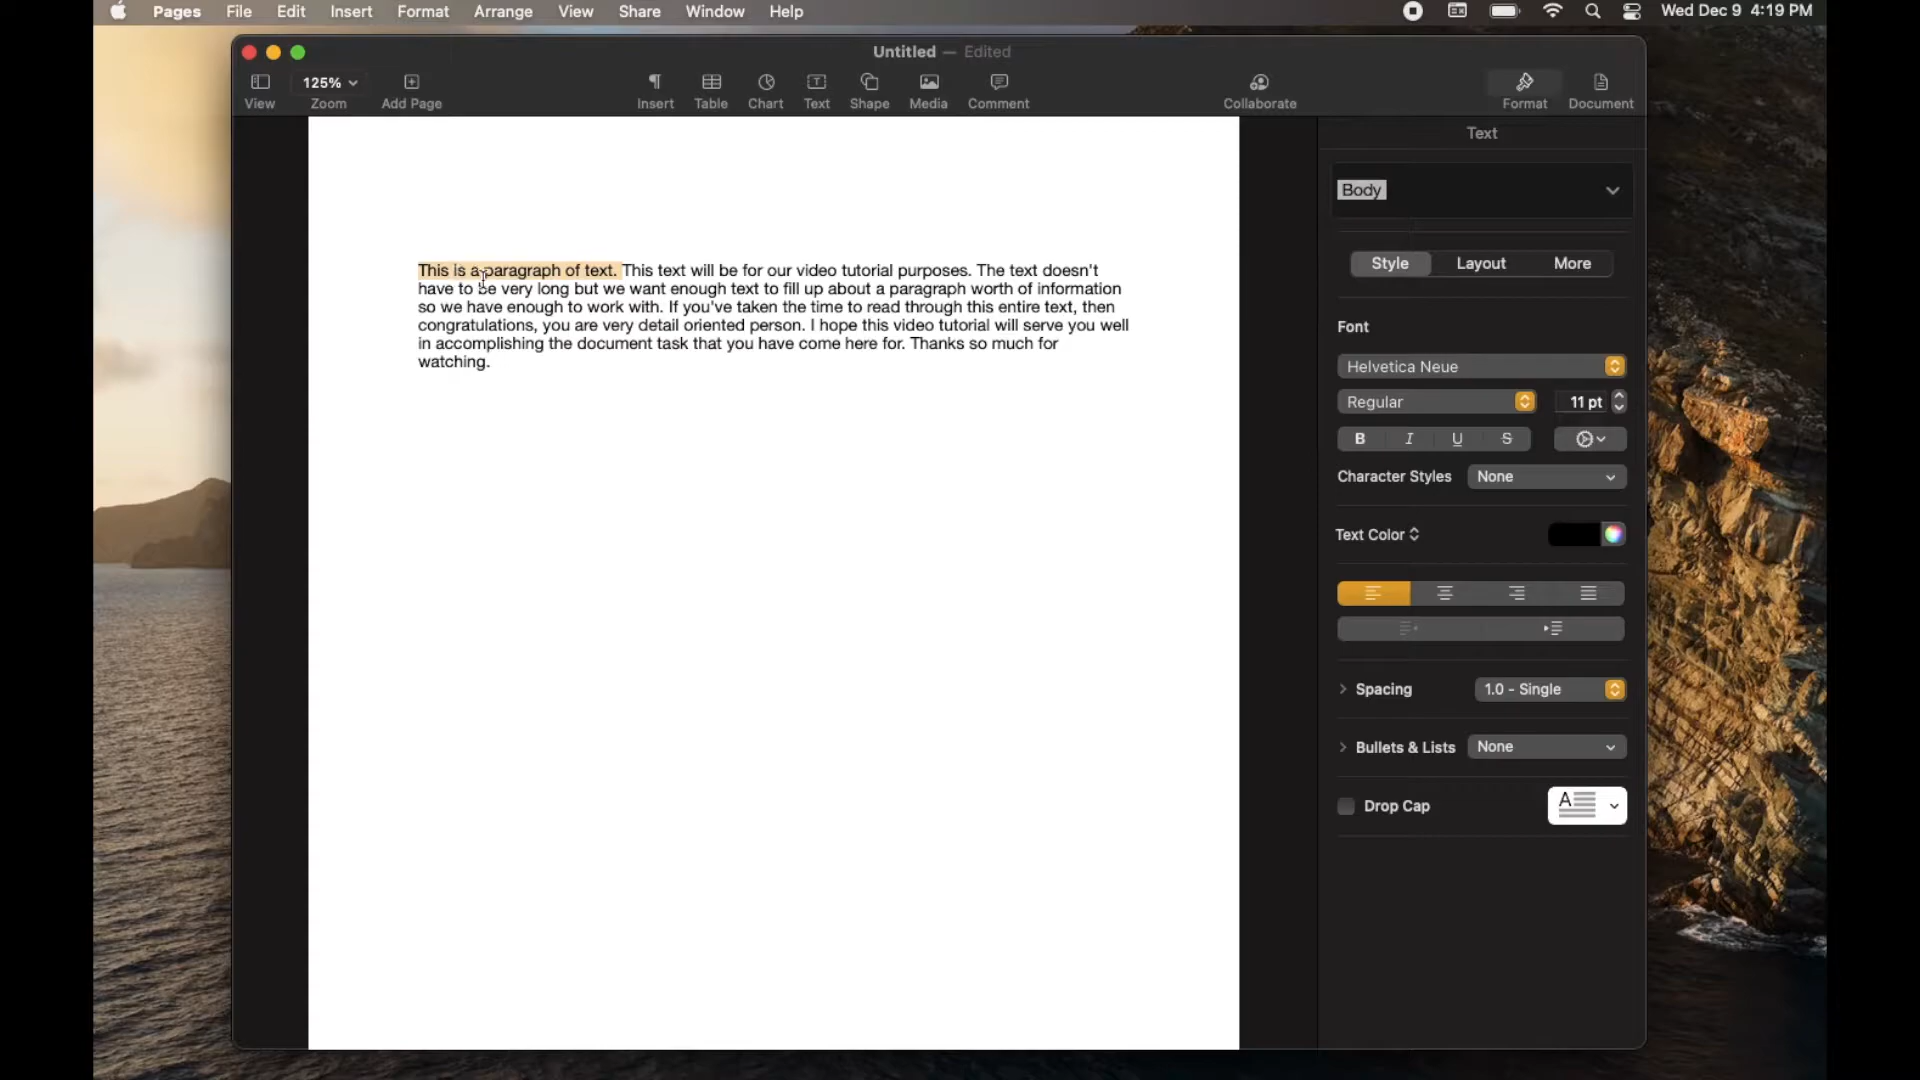 Pages File Edit Insert Format Arrange View Share Window Help Wed Dec 9 4:19 PM
Untitled — Edited
125%
View Zoom Add Page Insert Table Chart Text Shape Media Comment Collaborate Format Document
Text
Body
Style Layout More
This is a paragraph of text. This text will be for our video tutorial purposes. The text doesn't
have to be very long but we want enough text to fill up about a paragraph worth of information
so we have enough to work with. If you've taken the time to read through this entire text, then
congratulations, you are very detail oriented person. I hope this video tutorial will serve you well
in accomplishing the document task that you have come here for. Thanks so much for
watching.
Font
Helvetica Neue
Regular 11 pt
B I U S
Character Styles None
Text Color
Spacing 1.0 - Single
Bullets & Lists None
Drop Cap A